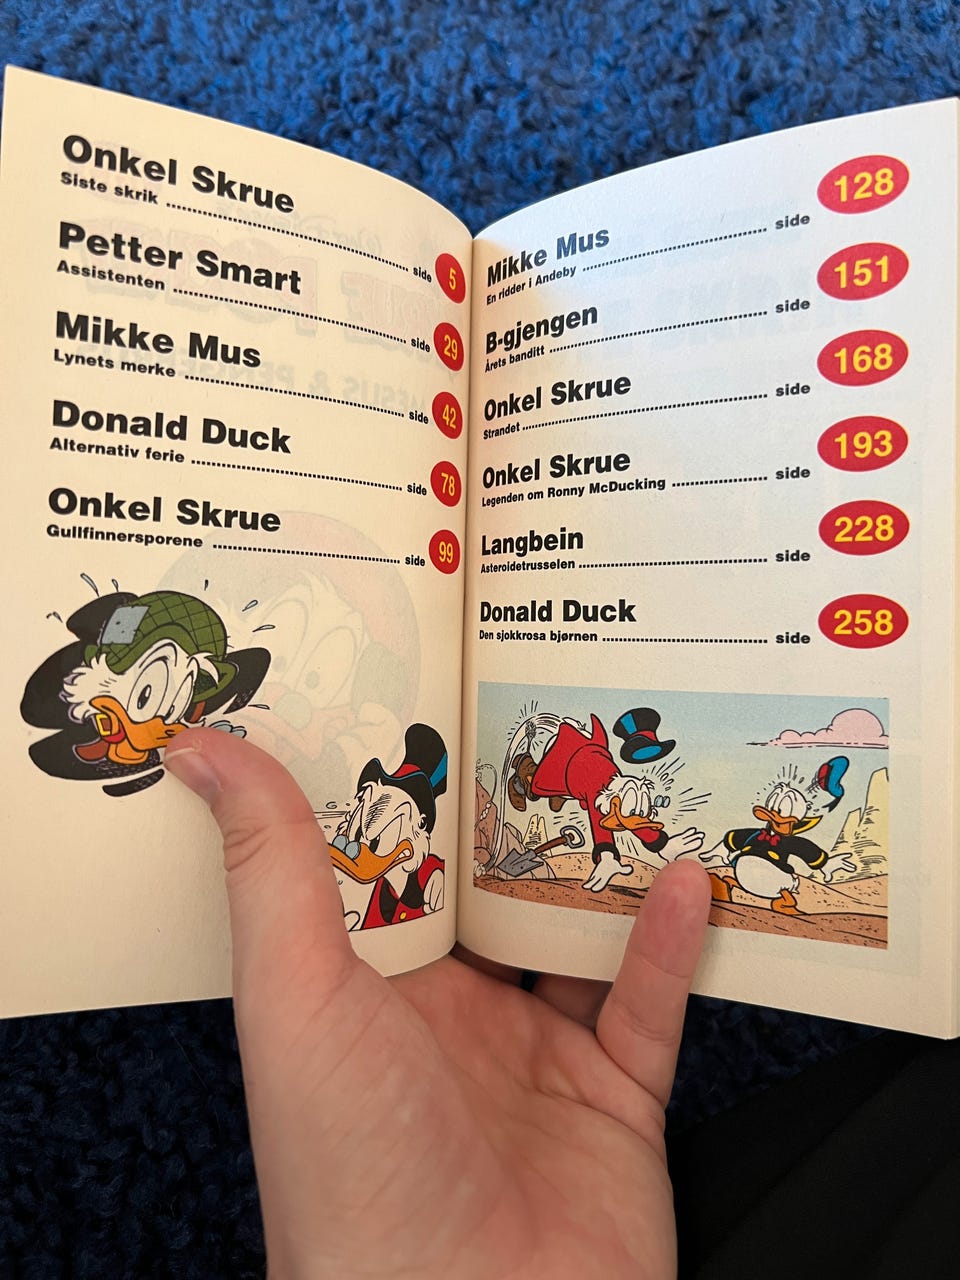 Onkel Skrue
Siste skrik ........ side 5
Petter Smart
Assistenten ........ side 29
Mikke Mus
Lynets merke ........ side 42
Donald Duck
Alternativ ferie ........ side 78
Onkel Skrue
Gullfinnersporene ........ side 99
Mikke Mus
En ridder i Andeby ........ side 128
B-gjengen
Årets banditt ........ side 151
Onkel Skrue
Strandet ........ side 168
Onkel Skrue
Legenden om Ronny McDucking ........ side 193
Langbein
Asteroidetrusselen ........ side 228
Donald Duck
Den sjokkrosa bjørnen ........ side 258